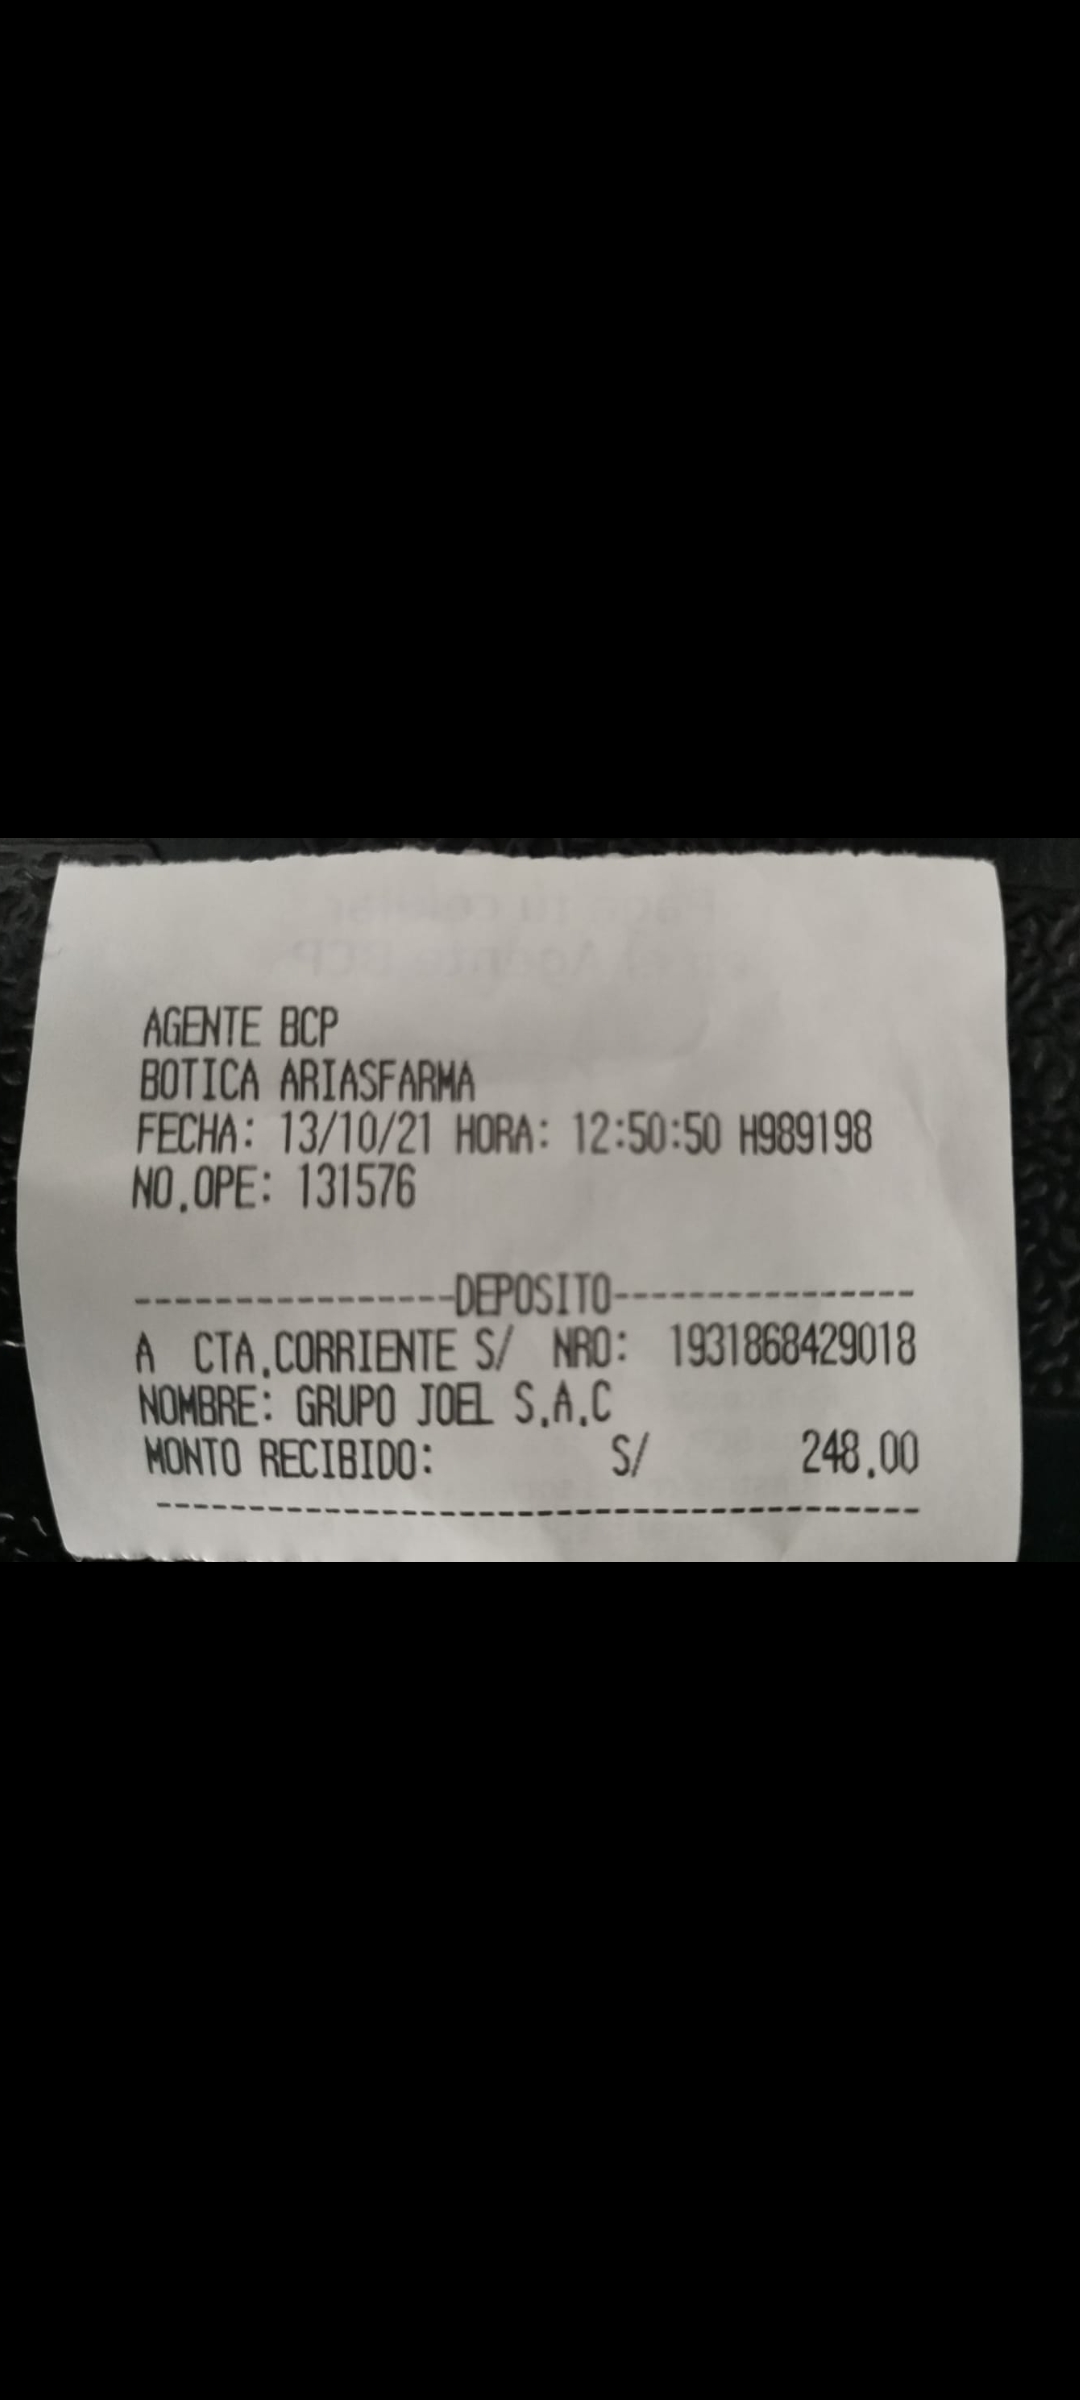 AGENTE BCP
BOTICA ARIASFARMA
FECHA: 13/10/21 HORA: 12:50:50 H989198
NO.OPE: 131576
----------------DEPOSITO---------------
A CTA.CORRIENTE S/ NRO: 1931868429018
NOMBRE: GRUPO JOEL S.A.C
MONTO RECIBIDO: S/ 248.00
---------------------------------------